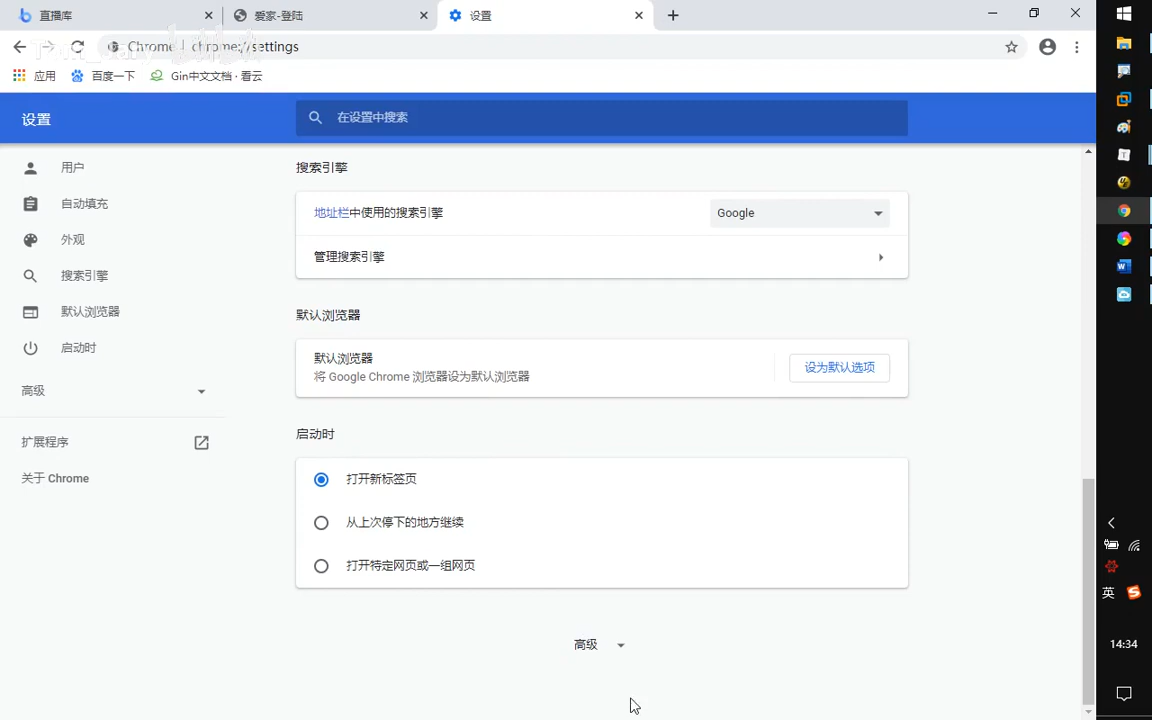 直播库
爱家-登陆
设置
Chrome | chrome://settings
应用
百度一下
Gin中文文档 · 看云
设置
在设置中搜索
用户
自动填充
外观
搜索引擎
默认浏览器
启动时
高级
扩展程序
关于 Chrome
搜索引擎
地址栏中使用的搜索引擎
Google
管理搜索引擎
默认浏览器
默认浏览器
将 Google Chrome 浏览器设为默认浏览器
设为默认选项
启动时
打开新标签页
从上次停下的地方继续
打开特定网页或一组网页
高级
英
14:34